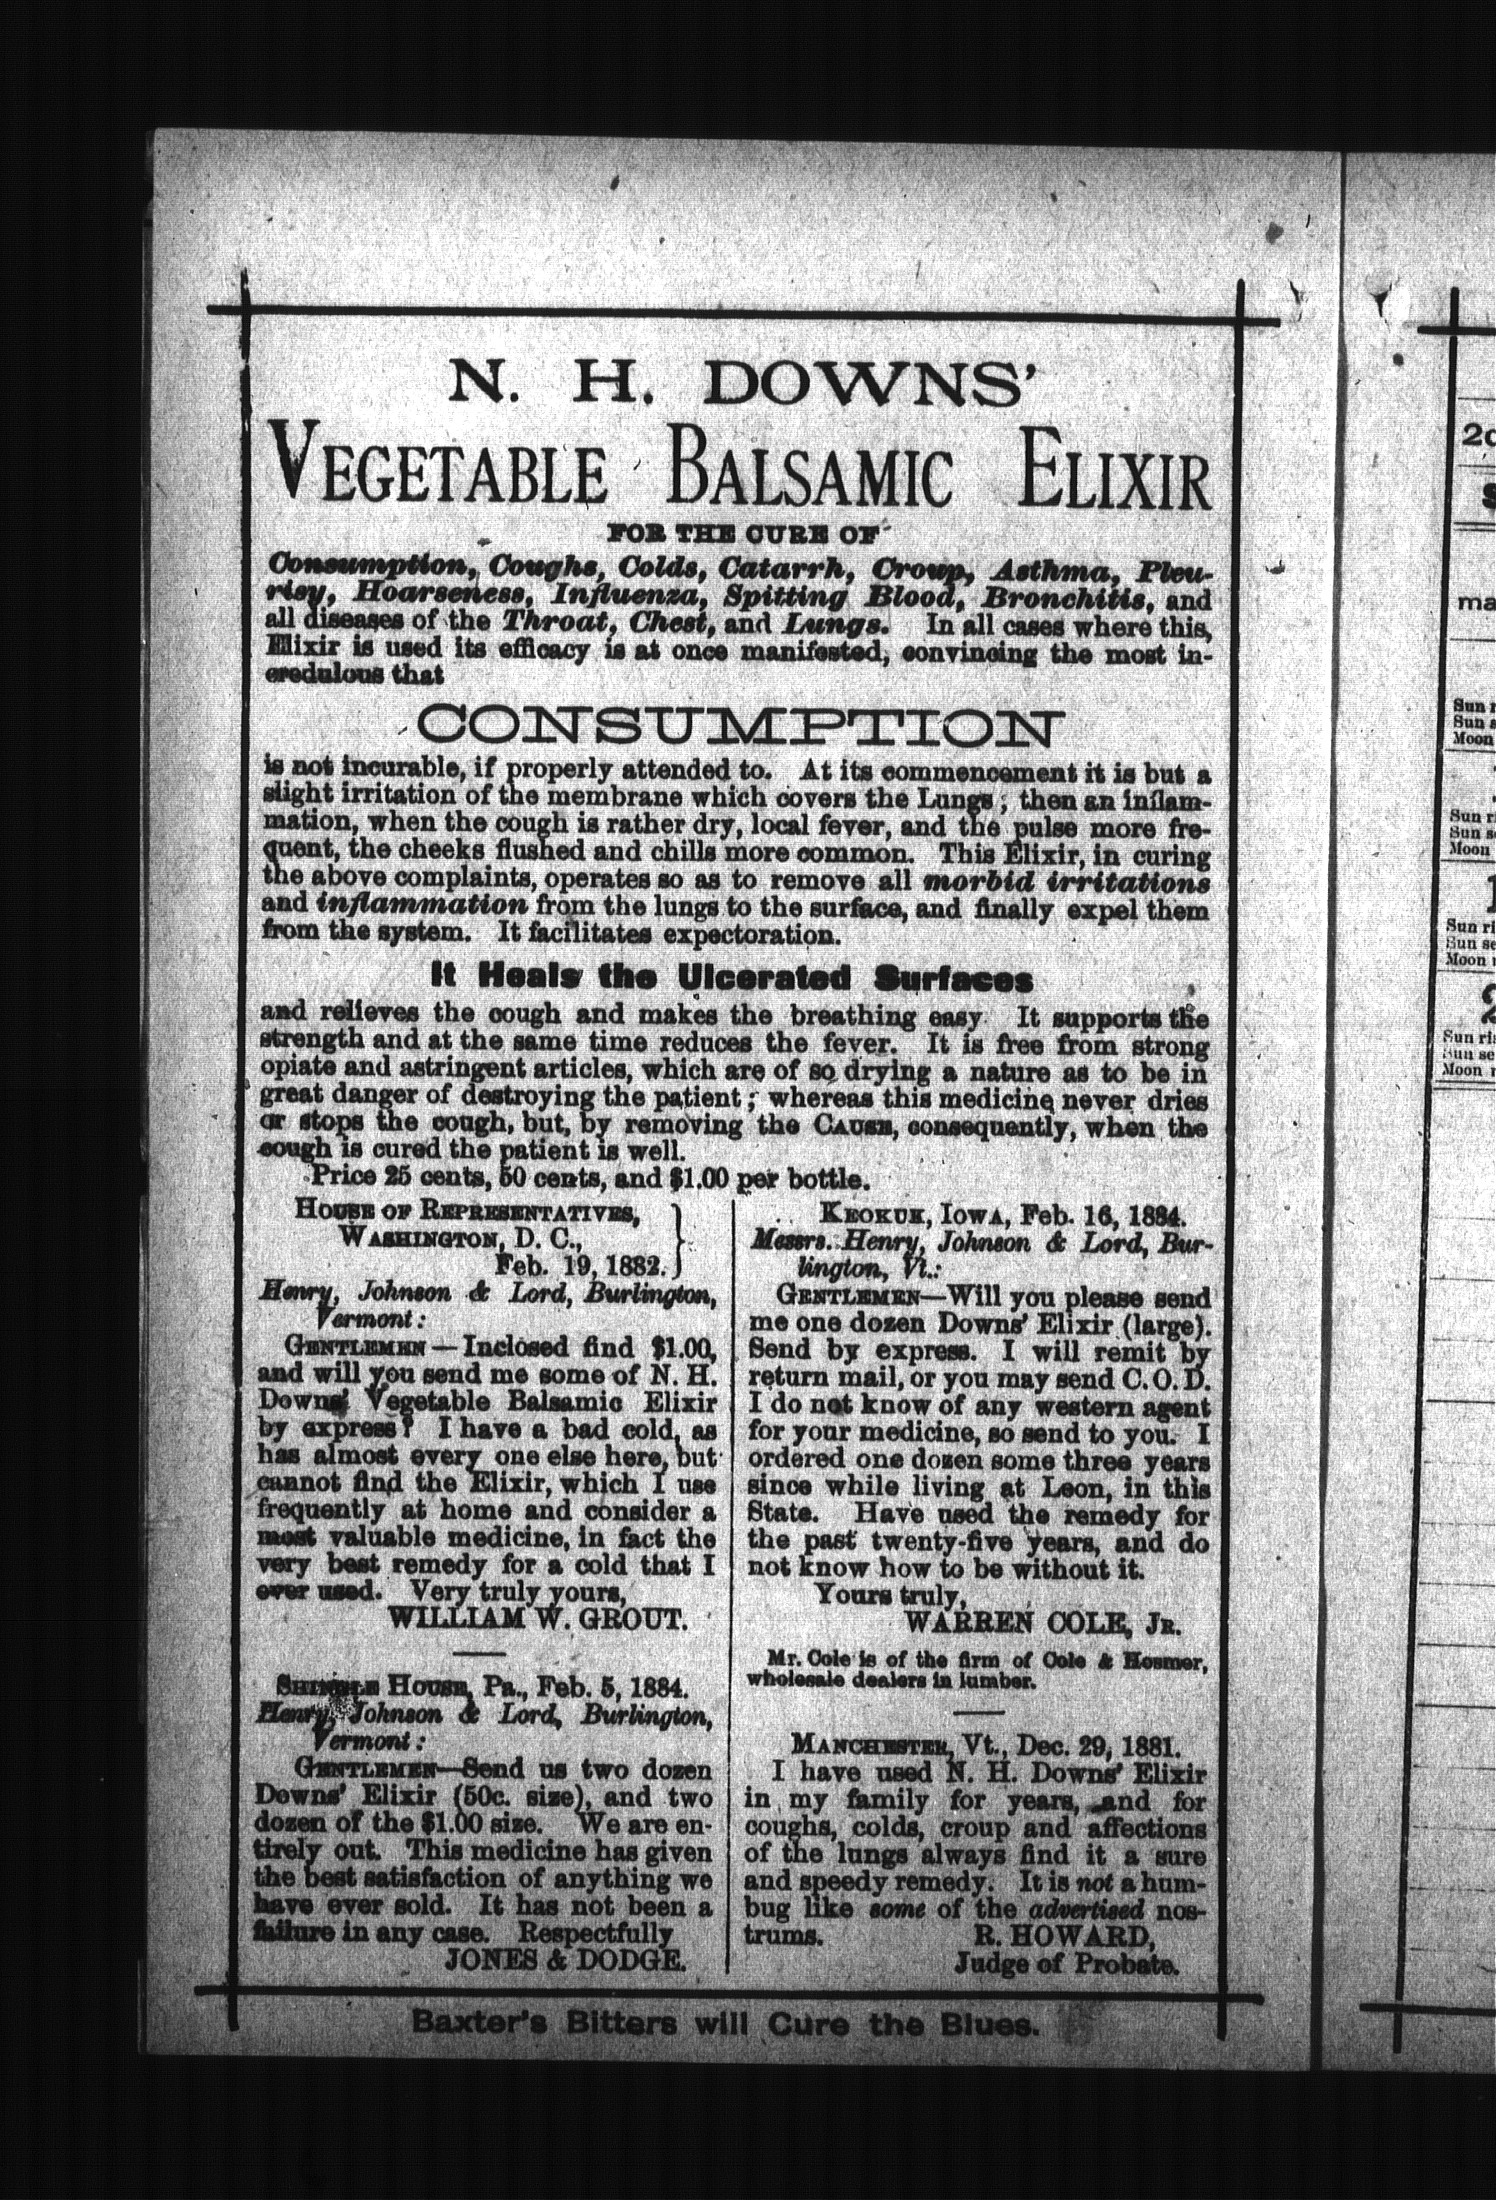 N. H. DOWNS'
VEGETABLE BALSAMIC ELIXIR
FOR THE CURE OF
Consumption, Coughs, Colds, Catarrh, Croup, Asthma, Pleu-
risy, Hoarseness, Influenza, Spitting Blood, Bronchitis, and
all diseases of the Throat, Chest, and Lungs. In all cases where this,
Elixir is used its efficacy is at once manifested, convincing the most in-
credulous that
CONSUMPTION
is not incurable, if properly attended to. At its commencement it is but a
slight irritation of the membrane which covers the Lungs; then an inflam-
mation, when the cough is rather dry, local fever, and the pulse more fre-
quent, the cheeks flushed and chills more common. This Elixir, in curing
the above complaints, operates so as to remove all morbid irritations
and inflammation from the lungs to the surface, and finally expel them
from the system. It facilitates expectoration.
It Heals the Ulcerated Surfaces
and relieves the cough and makes the breathing easy. It supports the
strength and at the same time reduces the fever. It is free from strong
opiate and astringent articles, which are of so drying a nature as to be in
great danger of destroying the patient; whereas this medicine never dries
or stops the cough, but, by removing the CAUSE, consequently, when the
cough is cured the patient is well.
Price 25 cents, 50 cents, and $1.00 per bottle.
HOUSE OF REPRESENTATIVES,
WASHINGTON, D. C.,
Feb. 19, 1882.
Henry, Johnson & Lord, Burlington,
Vermont:
GENTLEMEN—Inclosed find $1.00,
and will you send me some of N. H.
Downs' Vegetable Balsamic Elixir
by express? I have a bad cold, as
has almost every one else here, but
cannot find the Elixir, which I use
frequently at home and consider a
most valuable medicine, in fact the
very best remedy for a cold that I
ever used. Very truly yours,
WILLIAM W. GROUT.
SHINGLE HOUSE, Pa., Feb. 5, 1884.
Henry, Johnson & Lord, Burlington,
Vermont:
GENTLEMEN—Send us two dozen
Downs' Elixir (50c. size), and two
dozen of the $1.00 size. We are en-
tirely out. This medicine has given
the best satisfaction of anything we
have ever sold. It has not been a
failure in any case. Respectfully
JONES & DODGE.
KEOKUK, IOWA, Feb. 16, 1884.
Messrs. Henry, Johnson & Lord, Bur-
lington, Vt.:
GENTLEMEN—Will you please send
me one dozen Downs' Elixir (large).
Send by express. I will remit by
return mail, or you may send C.O.D.
I do not know of any western agent
for your medicine, so send to you. I
ordered one dozen some three years
since while living at Leon, in this
State. Have used the remedy for
the past twenty-five years, and do
not know how to be without it.
Yours truly,
WARREN COLE, JR.
Mr. Cole is of the firm of Cole & Hosmer,
wholesale dealers in lumber.
MANCHESTER, Vt., Dec. 29, 1881.
I have used N. H. Downs' Elixir
in my family for years, and for
coughs, colds, croup and affections
of the lungs always find it a sure
and speedy remedy. It is not a hum-
bug like some of the advertised nos-
trums. R. HOWARD,
Judge of Probate.
Baxter's Bitters will Cure the Blues.
ma
Sun
Sun
Moon
Sun
Sun
Moon
Sun
Sun
Moon
Sun
Sun
Moon